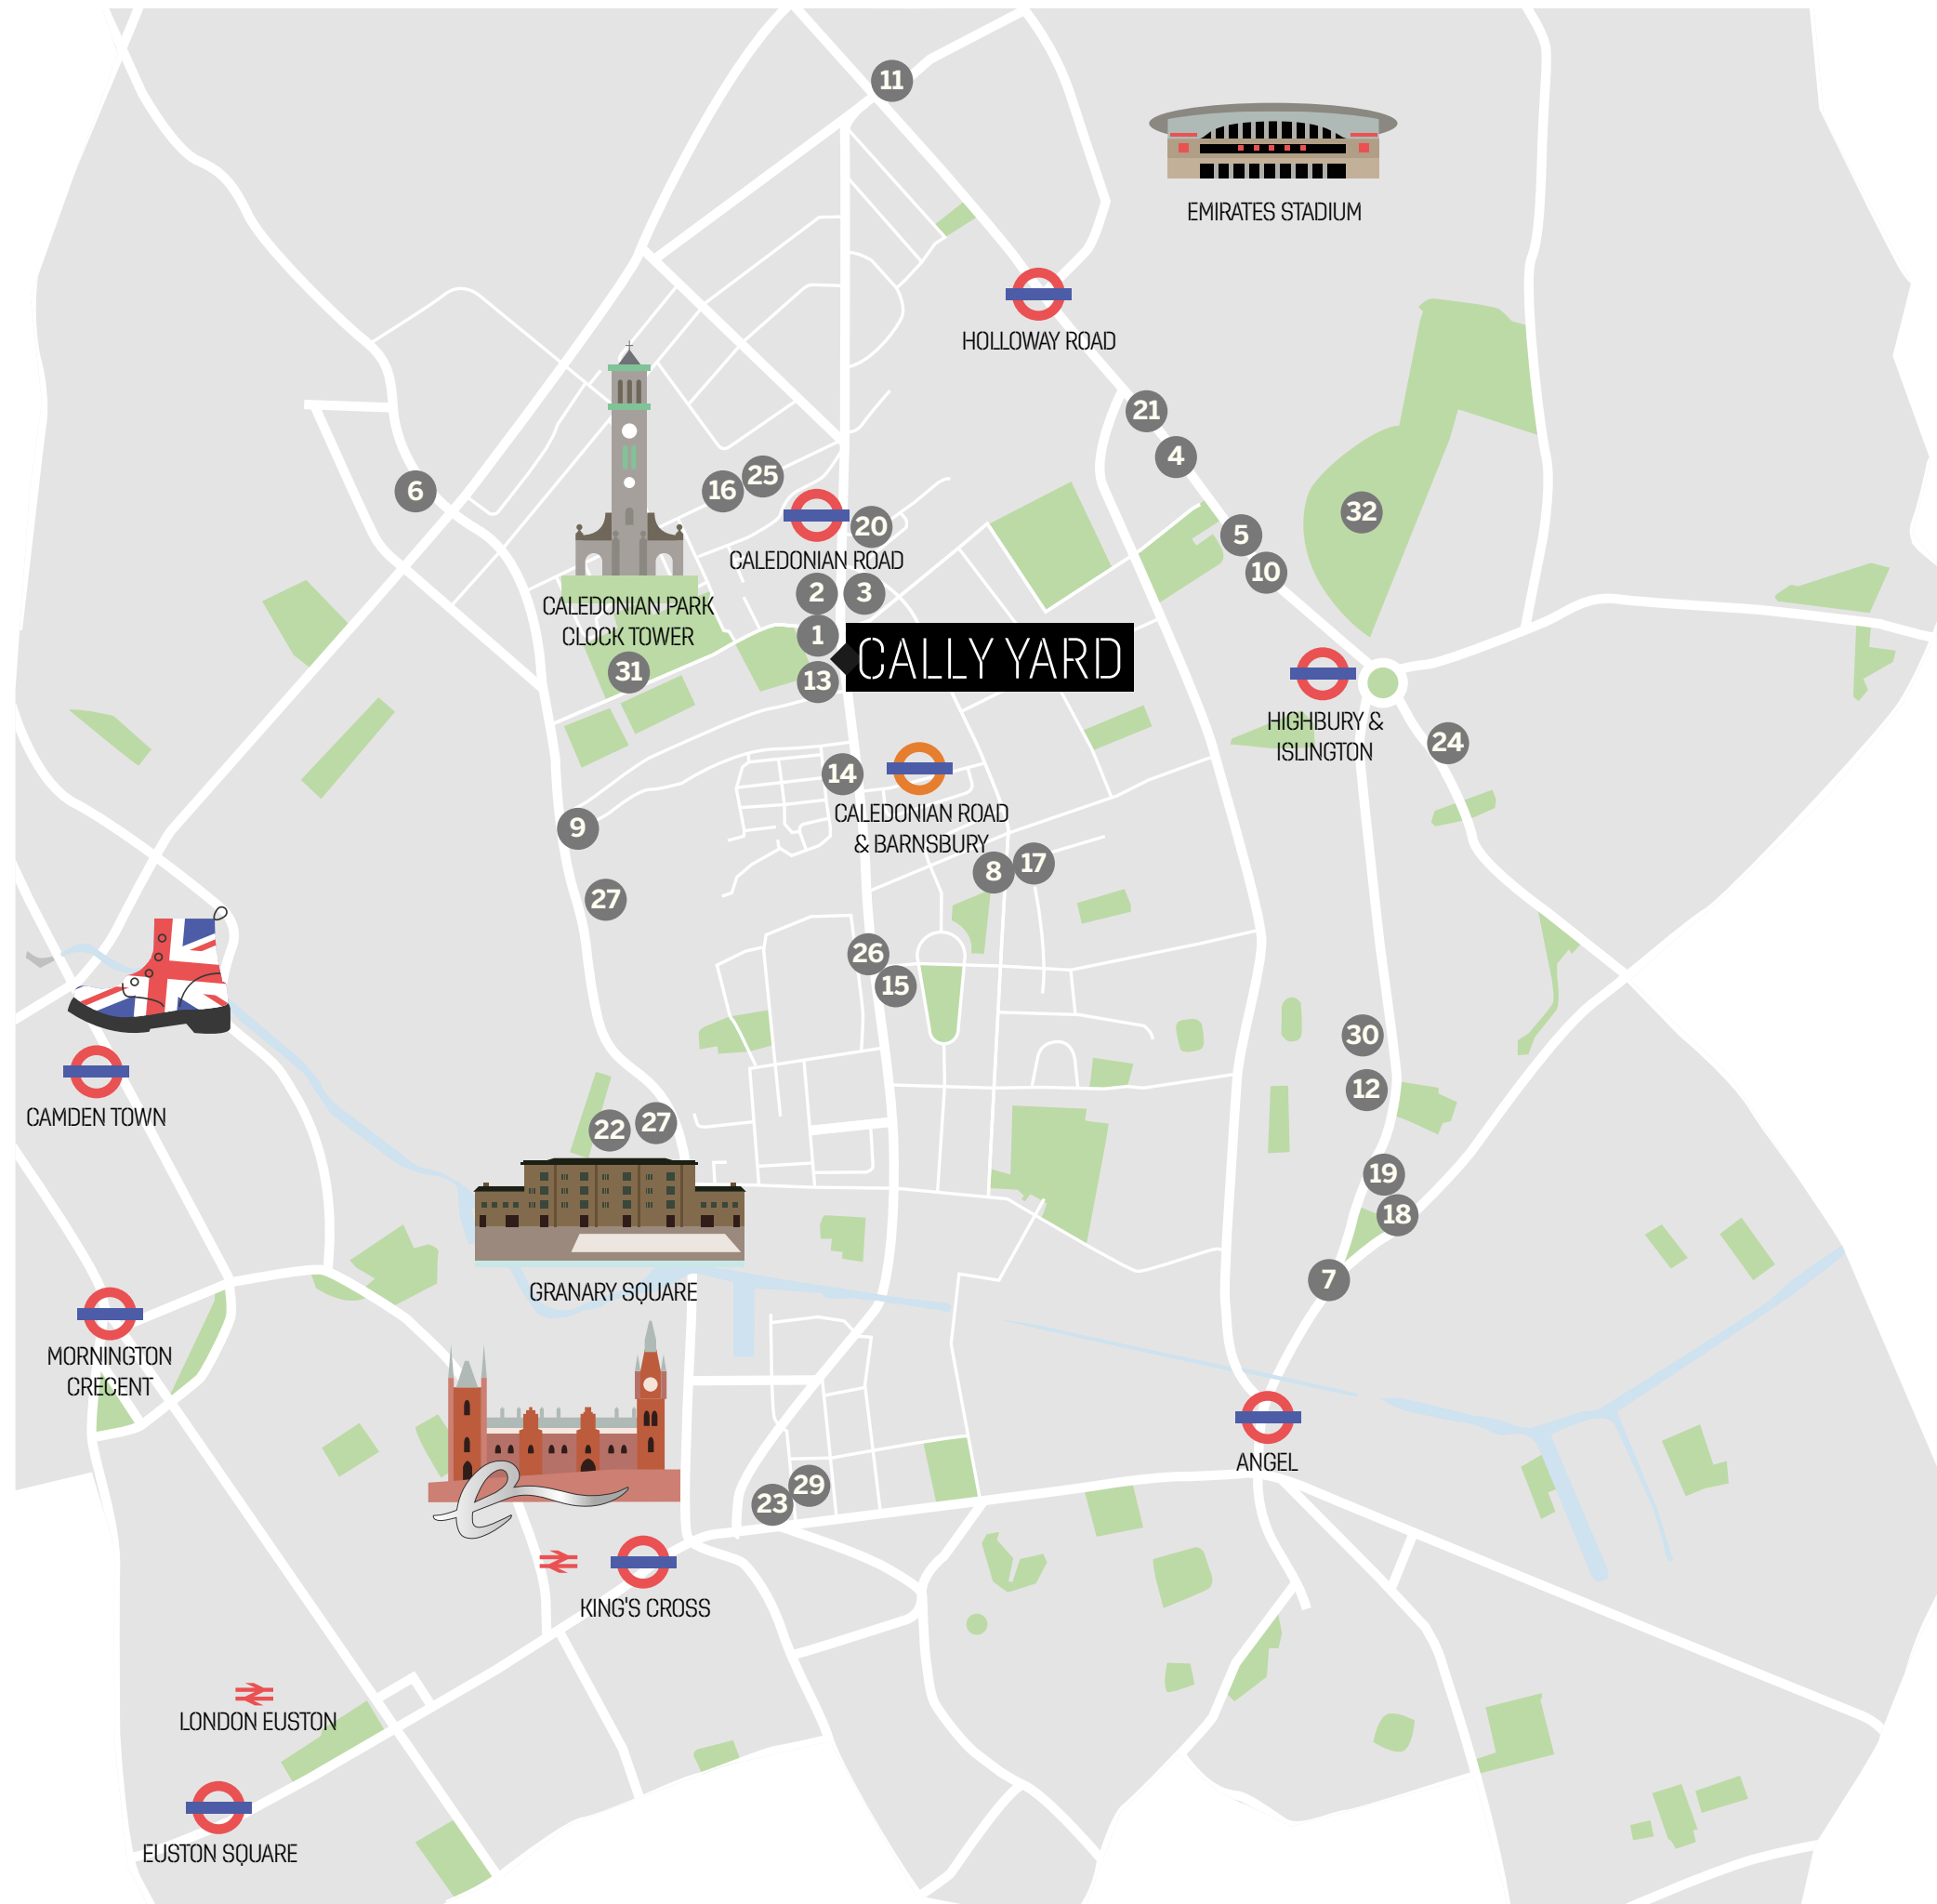 11
EMIRATES STADIUM
HOLLOWAY ROAD
21
4
25
16
6
32
20
5
CALEDONIAN ROAD
10
2
3
CALEDONIAN PARK
CLOCK TOWER
1
CALLY YARD
31
13
HIGHBURY &
ISLINGTON
24
14
CALEDONIAN ROAD
& BARNSBURY
9
17
8
27
26
15
30
12
CAMDEN TOWN
27
22
19
18
7
GRANARY SQUARE
MORNINGTON
CRECENT
ANGEL
29
23
e
KING'S CROSS
LONDON EUSTON
EUSTON SQUARE